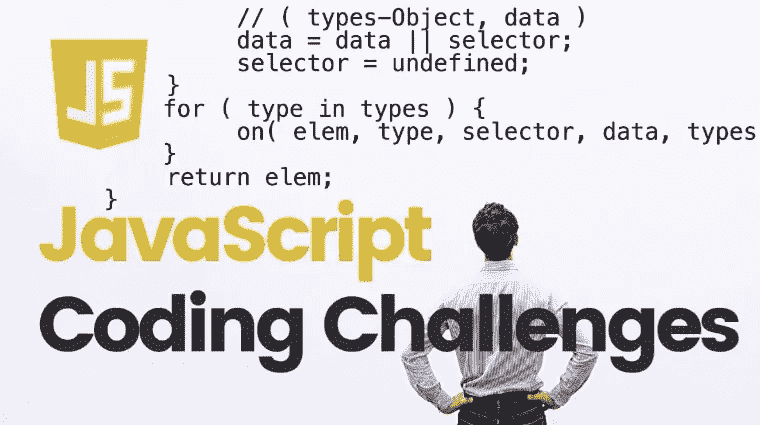 // ( types-Object, data )
data = data || selector;
selector = undefined;
}
for ( type in types ) {
on( elem, type, selector, data, types
}
return elem;
}
JS
JavaScript
Coding Challenges